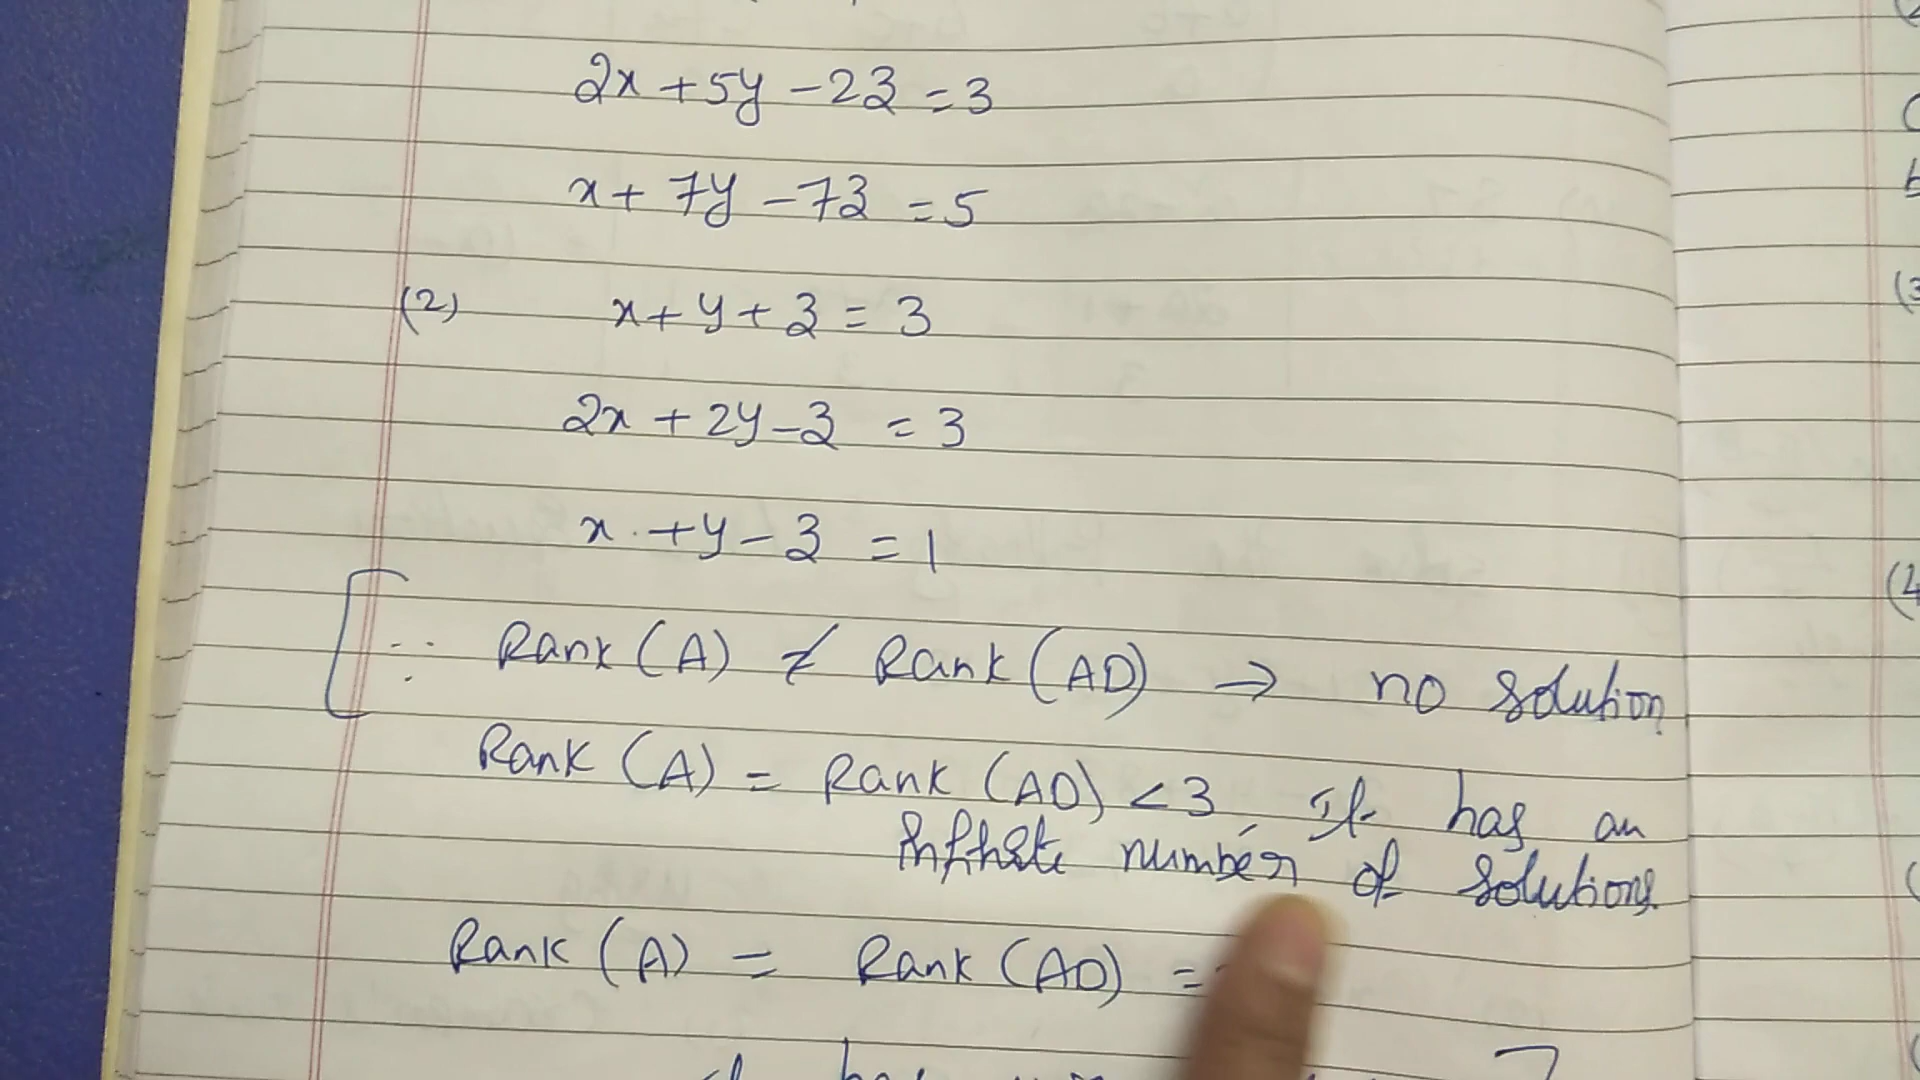 2x + 5y - 2z = 3
x + 7y - 7z = 5
(2) x + y + z = 3
2x + 2y - z = 3
x + y - z = 1
∵ Rank (A) ≠ Rank (AD) → no solution
Rank (A) = Rank (AD) < 3, It has an
infinite number of solutions.
Rank (A) = Rank (AD) =